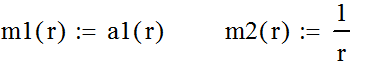 m1(r) := a1(r) m2(r) := 1/r